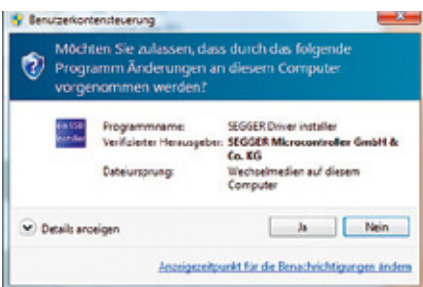 Benutzerkontensteuerung
Möchten Sie zulassen, dass durch das folgende
Programm Änderungen an diesem Computer
vorgenommen werden?
Programmname: SEGGER Driver installer
Verifizierter Herausgeber: SEGGER Microcontroller GmbH &
Co. KG
Dateiursprung: Wechselmedien auf diesem
Computer
Details anzeigen
Ja
Nein
Anzeigezeitpunkt für die Benachrichtigungen ändern